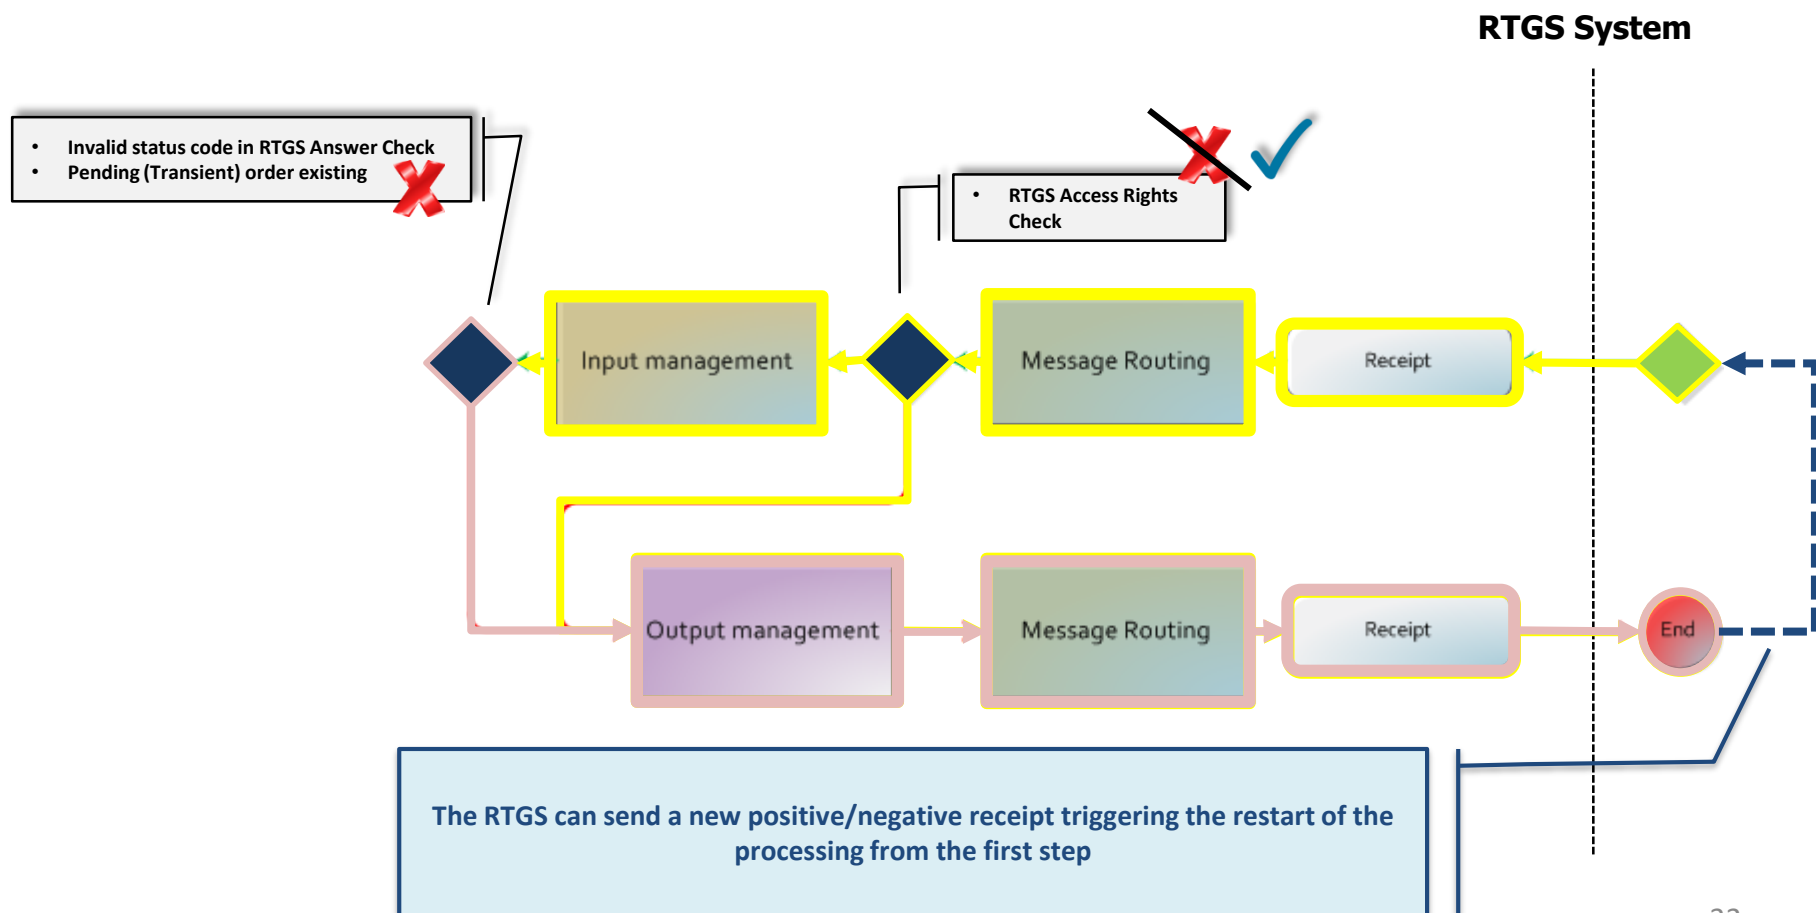 RTGS System
• Invalid status code in RTGS Answer Check
• Pending (Transient) order existing
• RTGS Access Rights
Check
Input management
Message Routing
Receipt
Output management
Message Routing
Receipt
End
The RTGS can send a new positive/negative receipt triggering the restart of the
processing from the first step